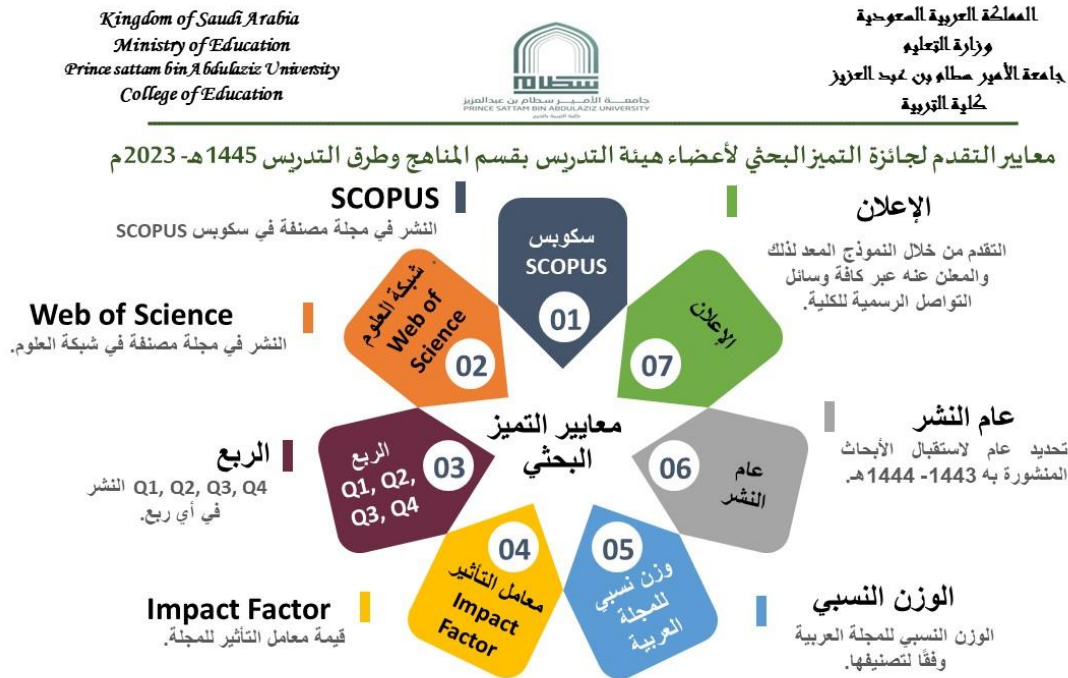 Kingdom of Saudi Arabia
Ministry of Education
Prince sattam bin Abdulaziz University
College of Education
سطام
جامعة الأمير سطام بن عبدالعزيز
PRINCE SATTAM BIN ABDULAZIZ UNIVERSITY
كلية التربية بالخرج
المملكة العربية السعودية
وزارة التعليم
جامعة الأمير سطام بن عبد العزيز
كلية التربية
معايير التقدم لجائزة التميز البحثي لأعضاء هيئة التدريس بقسم المناهج وطرق التدريس 1445هـ- 2023م
SCOPUS
النشر في مجلة مصنفة في سكوبس SCOPUS
Web of Science
النشر في مجلة مصنفة في شبكة العلوم.
الربع
Q1, Q2, Q3, Q4 النشر
في أي ربع.
Impact Factor
قيمة معامل التأثير للمجلة.
سكوبس
SCOPUS
01
شبكة العلوم
Web of
Science
02
الربع
Q1, Q2,
Q3, Q4
03
معامل التأثير
Impact
Factor
04
وزن نسبي
للمجلة
العربية
05
عام
النشر
06
الإعلان
07
معايير التميز
البحثي
الإعلان
التقدم من خلال النموذج المعد لذلك
والمعلن عنه عبر كافة وسائل
التواصل الرسمية للكلية.
عام النشر
تحديد عام لاستقبال الأبحاث
المنشورة به 1443- 1444هـ.
الوزن النسبي
الوزن النسبي للمجلة العربية
وفقًا لتصنيفها.